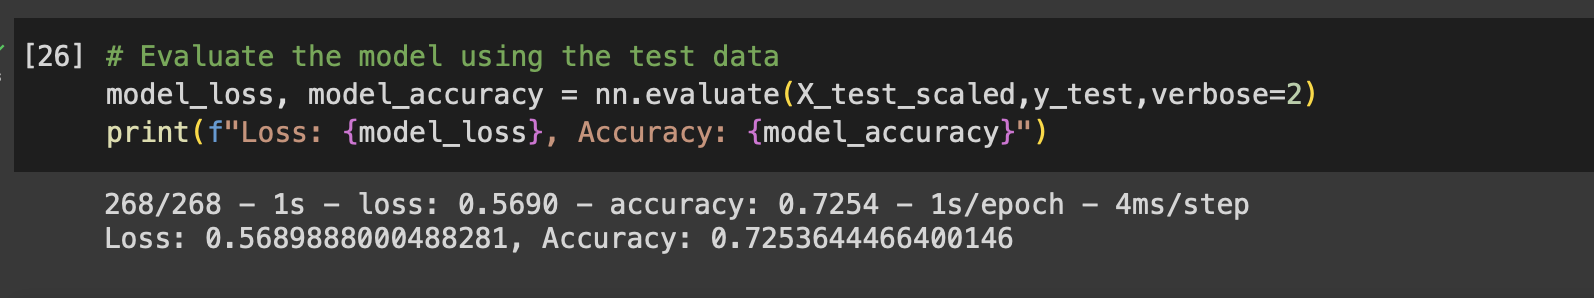 [26] # Evaluate the model using the test data
model_loss, model_accuracy = nn.evaluate(X_test_scaled,y_test,verbose=2)
print(f"Loss: {model_loss}, Accuracy: {model_accuracy}")
268/268 - 1s - loss: 0.5690 - accuracy: 0.7254 - 1s/epoch - 4ms/step
Loss: 0.5689888000488281, Accuracy: 0.7253644466400146